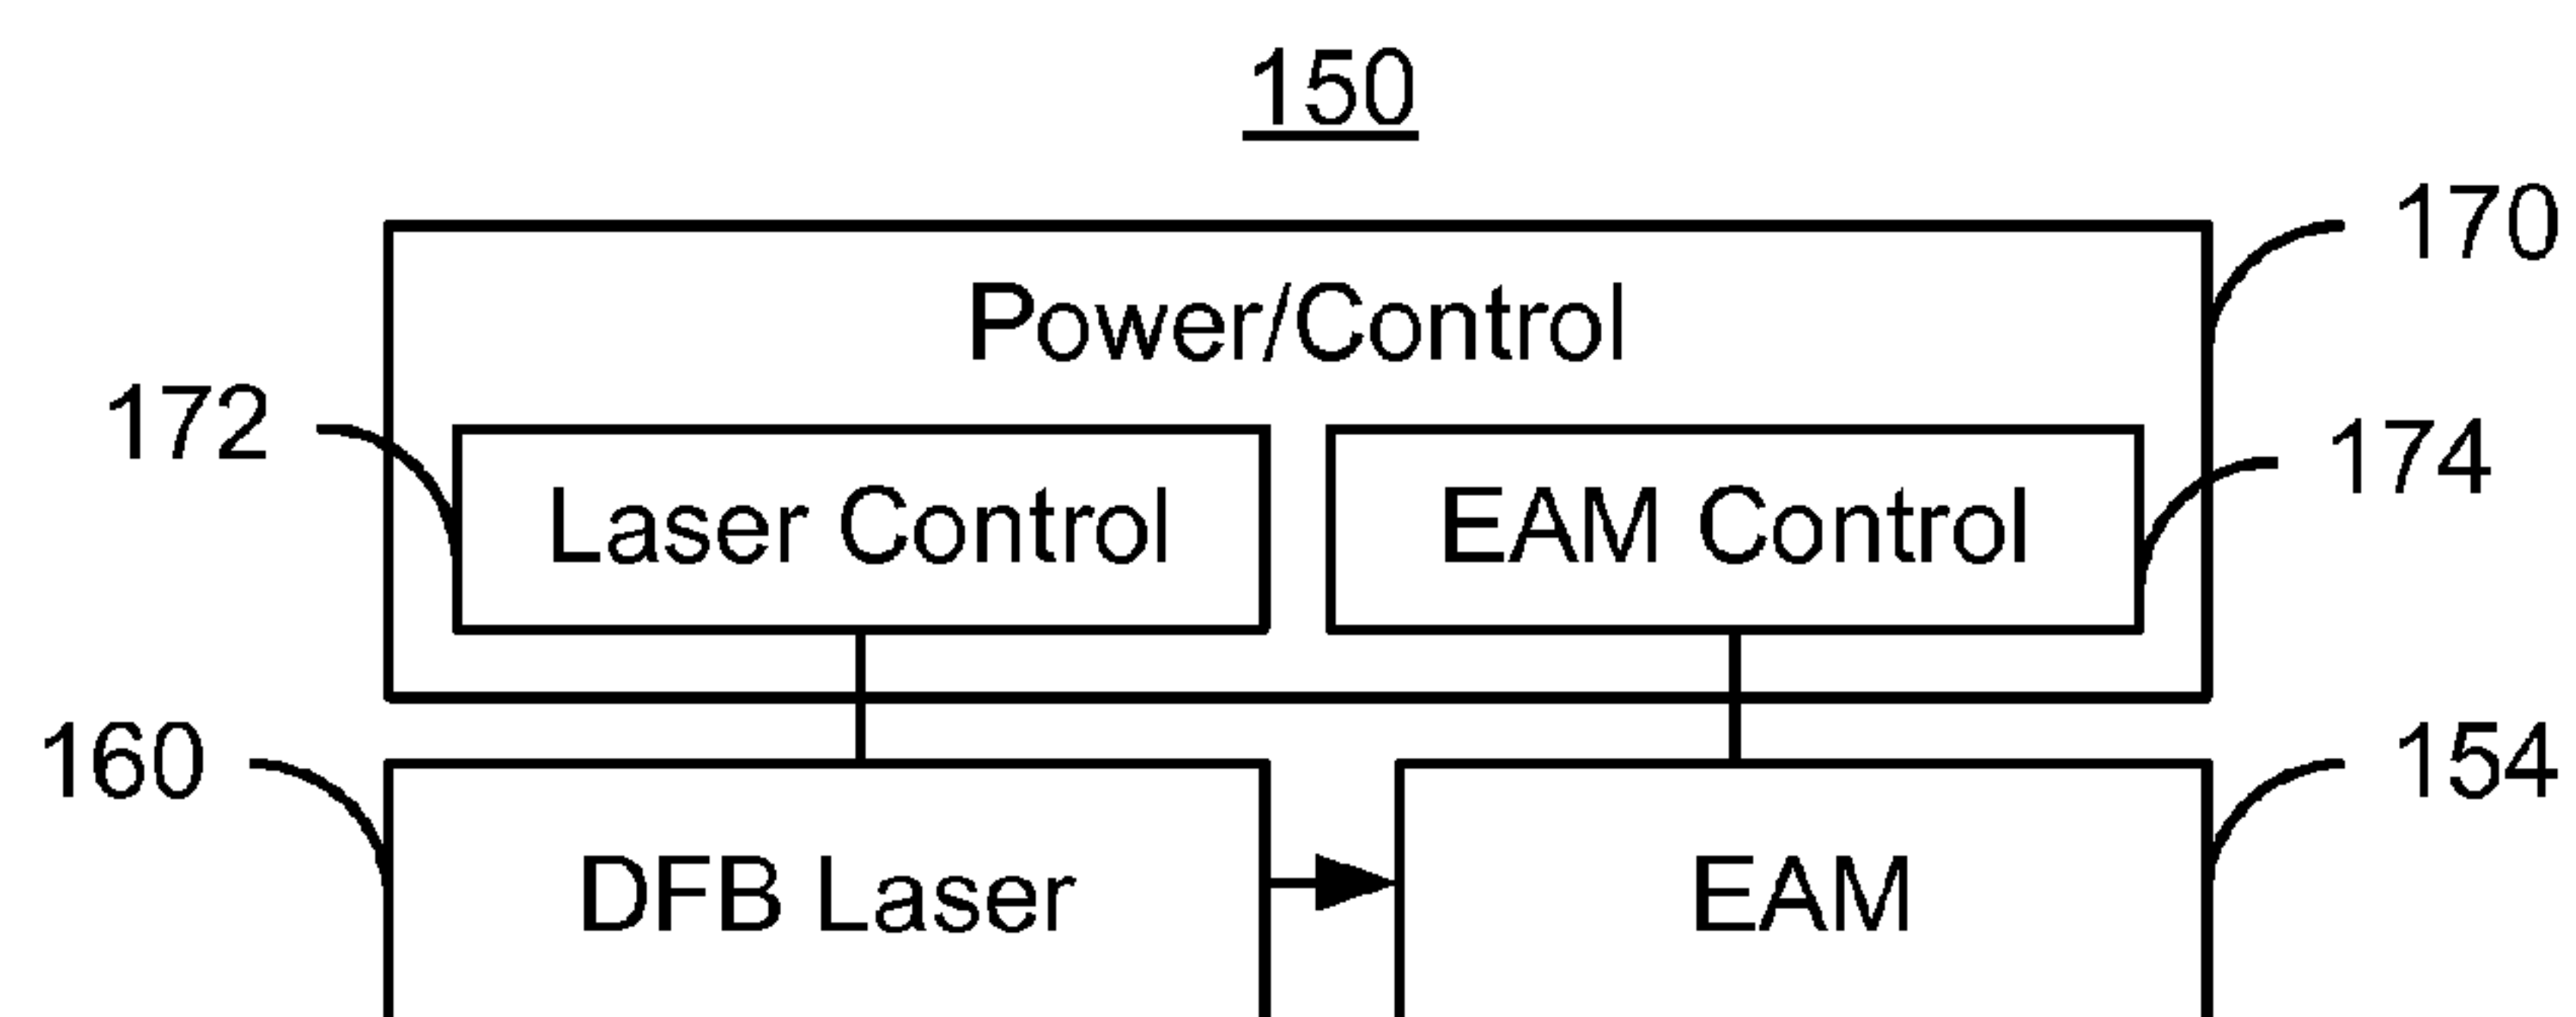 150
170
Power/Control
172
174
Laser Control
EAM Control
160
154
DFB Laser
EAM